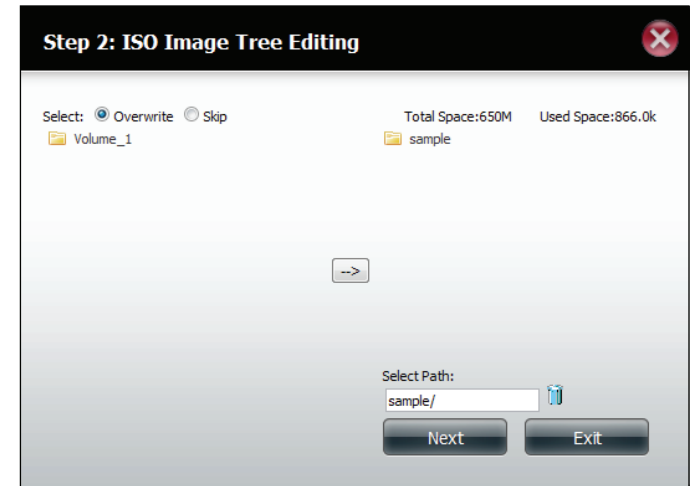 Step 2: ISO Image Tree Editing
Select: Overwrite Skip
Total Space:650M Used Space:866.0k
Volume_1
sample
-->
Select Path:
sample/
Next Exit